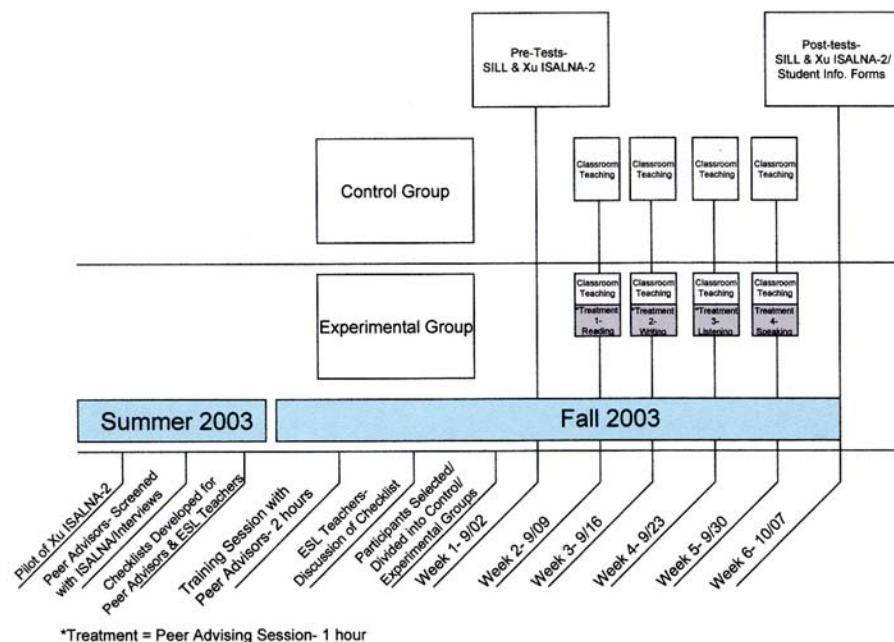 Pre-Tests-
SILL & Xu ISALNA-2
Post-tests-
SILL & Xu ISALNA-2/
Student Info. Forms
Control Group
Classroom
Teaching
Classroom
Teaching
Classroom
Teaching
Classroom
Teaching
Experimental Group
Classroom
Teaching
*Treatment
1-
Reading
Classroom
Teaching
*Treatment
2-
Writing
Classroom
Teaching
*Treatment
3-
Listening
Classroom
Teaching
Treatment
4-
Speaking
Summer 2003
Fall 2003
Pilot of Xu ISALNA-2
Peer Advisors-Screened
with ISALNA/Interviews
Checklists Developed for
Peer Advisors & ESL Teachers
Training Session with
Peer Advisors- 2 hours
ESL Teachers-
Discussion of Checklist
Participants Selected/
Divided into Control/
Experimental Groups
Week 1- 9/02
Week 2- 9/09
Week 3- 9/16
Week 4- 9/23
Week 5- 9/30
Week 6- 10/07
*Treatment = Peer Advising Session- 1 hour